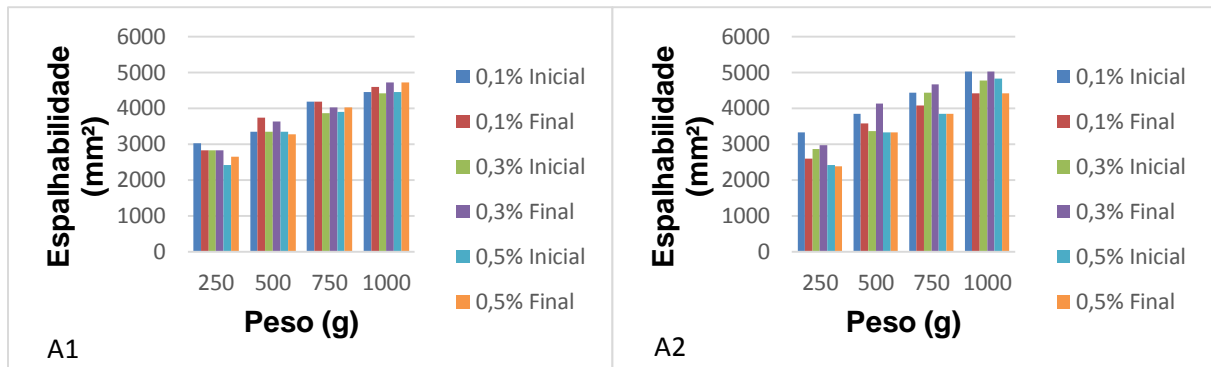 Espalhabilidade
(mm²)
6000
5000
4000
3000
2000
1000
0
250 500 750 1000
Peso (g)
0,1% Inicial
0,1% Final
0,3% Inicial
0,3% Final
0,5% Inicial
0,5% Final
A1
Espalhabilidade
(mm²)
6000
5000
4000
3000
2000
1000
0
250 500 750 1000
Peso (g)
0,1% Inicial
0,1% Final
0,3% Inicial
0,3% Final
0,5% Inicial
0,5% Final
A2